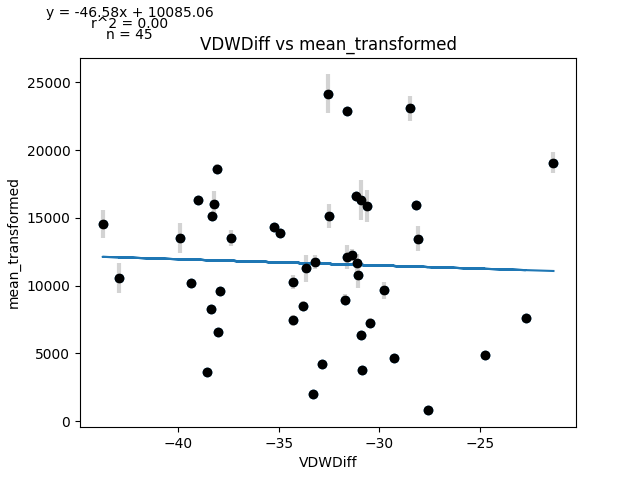 y = -46.58x + 10085.06
r^2 = 0.00
n = 45
VDWDiff vs mean_transformed
25000
20000
15000
10000
5000
0
mean_transformed
−40
−35
−30
−25
VDWDiff